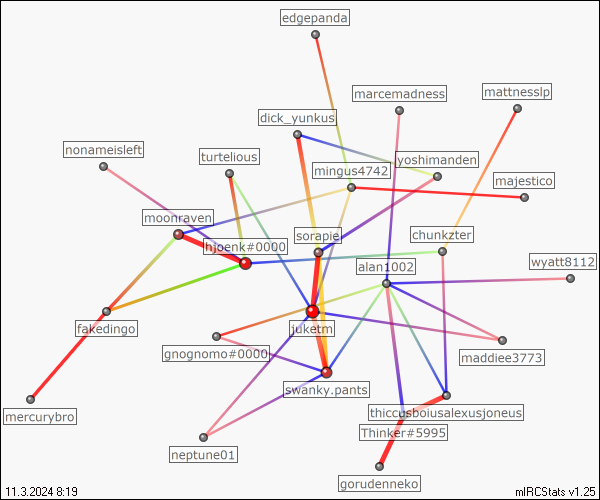 edgepanda
marcemadness
mattnesslp
dick_yunkus
nonameisleft
turtelious
yoshimanden
mingus4742
majestico
moonraven
hjoenk#0000
sorapie
chunkzter
alan1002
wyatt8112
fakedingo
juketm
gnognomo#0000
maddiee3773
swanky.pants
mercurybro
thiccusboiusalexusjoneus
Thinker#5995
neptune01
gorudenneko
11.3.2024 8:19
mIRCStats v1.25